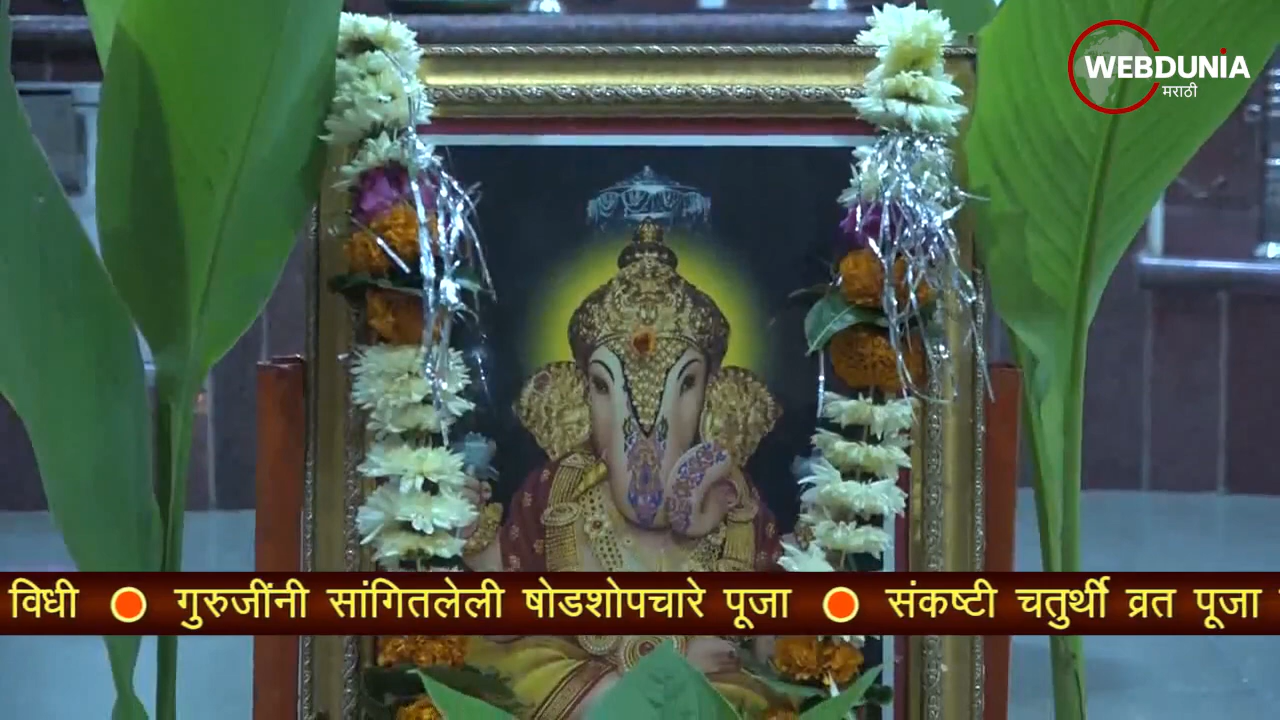 WEBDUNIA
मराठी
विधी गुरुजींनी सांगितलेली षोडशोपचारे पूजा संकष्टी चतुर्थी व्रत पूजा